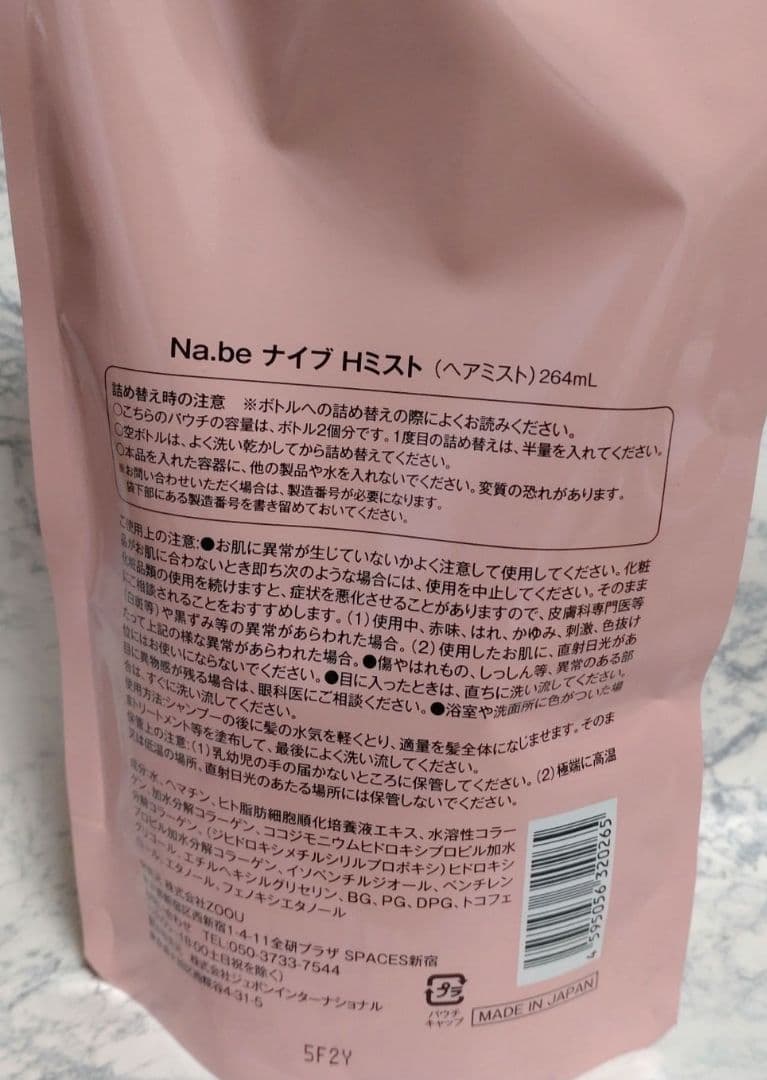 Na.be ナイブ Hミスト（ヘアミスト）264mL
詰め替え時の注意　※ボトルへの詰め替えの際によくお読みください。
○こちらのパウチの容量は、ボトル2個分です。1度目の詰め替えは、半量を入れてください。
○空ボトルは、よく洗い乾かしてから詰め替えてください。
○本品を入れた容器に、他の製品や水を入れないでください。変質の恐れがあります。
※お問い合わせいただく場合は、製造番号が必要になります。
袋下部にある製造番号を書き留めておいてください。
ご使用上の注意:●お肌に異常が生じていないかよく注意して使用してください。化粧
品がお肌に合わないとき即ち次のような場合には、使用を中止してください。そのまま
化粧品類の使用を続けますと、症状を悪化させることがありますので、皮膚科専門医等
にご相談されることをおすすめします。(1)使用中、赤味、はれ、かゆみ、刺激、色抜け
(白斑等)や黒ずみ等の異常があらわれた場合。(2)使用したお肌に、直射日光があ
たって上記の様な異常があらわれた場合。●傷やはれもの、しっしん等、異常のある部
位にはお使いにならないでください。●目に入ったときは、直ちに洗い流してください。
目に異物感が残る場合は、眼科医にご相談ください。●浴室や洗面所に色がついた場
合は、すぐに洗い流してください。
使用方法:シャンプーの後に髪の水気を軽くとり、適量を髪全体になじませます。そのま
トリートメント等を塗布して、最後によく洗い流してください。
保管上の注意:(1)乳幼児の手の届かないところに保管してください。(2)極端に高温
又は低温の場所、直射日光のあたる場所には保管しないでください。
成分:水、ヘマチン、ヒト脂肪細胞順化培養液エキス、水溶性コラー
ゲン、加水分解コラーゲン、ココジモニウムヒドロキシプロピル加水
分解コラーゲン、(ジヒドロキシメチルシリルプロポキシ)ヒドロキシ
プロピル加水分解コラーゲン、イソペンチルジオール、ペンチレン
グリコール、エチルヘキシルグリセリン、BG、PG、DPG、トコフェ
ロール、エタノール、フェノキシエタノール
株式会社ZOOU
新宿区西新宿1-4-11全研プラザ SPACES新宿
TEL:050-3733-7544
18:00土日祝を除く)
株式会社ジェボンインターナショナル
4-31-5
4 595056 320265
プラ
パウチ
キャップ
MADE IN JAPAN
5F2Y